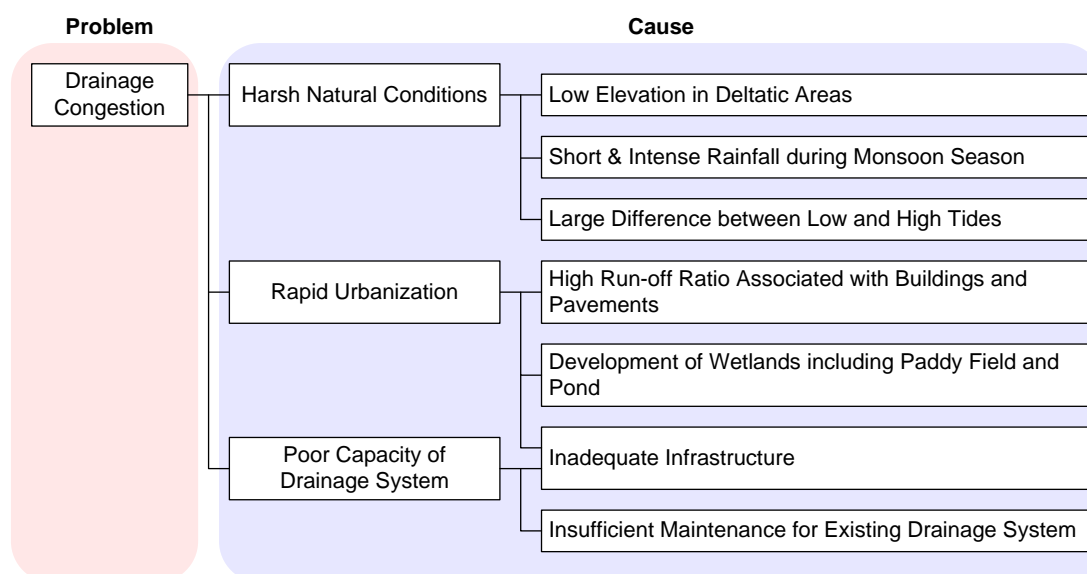 Problem
Cause
Drainage
Congestion
Harsh Natural Conditions
Low Elevation in Deltatic Areas
Short & Intense Rainfall during Monsoon Season
Large Difference between Low and High Tides
Rapid Urbanization
High Run-off Ratio Associated with Buildings and
Pavements
Development of Wetlands including Paddy Field and
Pond
Poor Capacity of
Drainage System
Inadequate Infrastructure
Insufficient Maintenance for Existing Drainage System